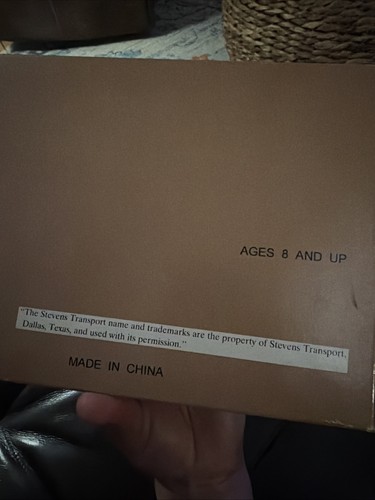 AGES 8 AND UP
"The Stevens Transport name and trademarks are the property of Stevens Transport,
Dallas, Texas, and used with its permission."
MADE IN CHINA